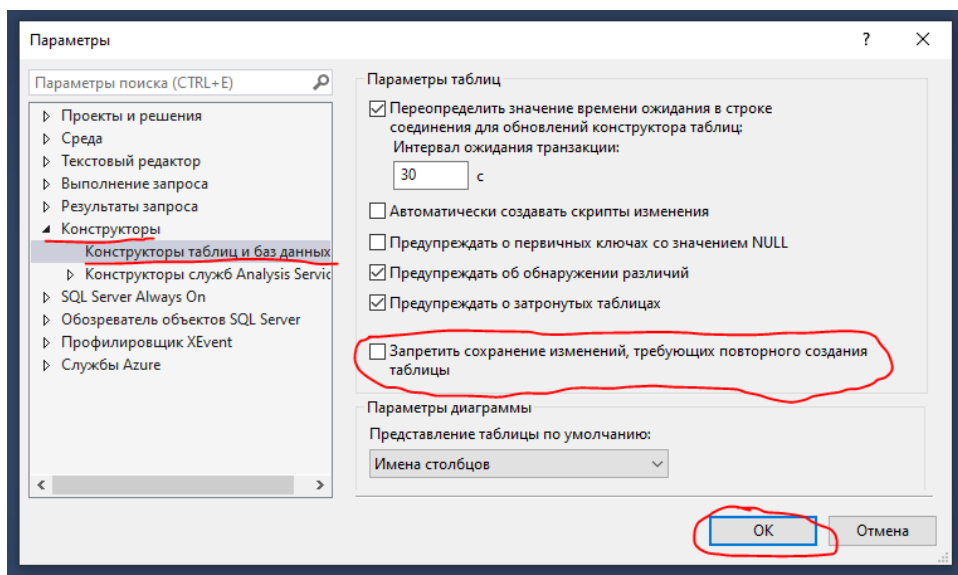 Параметры
?
Параметры поиска (CTRL+E)
Проекты и решения
Среда
Текстовый редактор
Выполнение запроса
Результаты запроса
Конструкторы
Конструкторы таблиц и баз данных
Конструкторы служб Analysis Servic
SQL Server Always On
Обозреватель объектов SQL Server
Профилировщик XEvent
Службы Azure
Параметры таблиц
Переопределить значение времени ожидания в строке
соединения для обновлений конструктора таблиц:
Интервал ожидания транзакции:
30 с
Автоматически создавать скрипты изменения
Предупреждать о первичных ключах со значением NULL
Предупреждать об обнаружении различий
Предупреждать о затронутых таблицах
Запретить сохранение изменений, требующих повторного создания
таблицы
Параметры диаграммы
Представление таблицы по умолчанию:
Имена столбцов
ОК Отмена